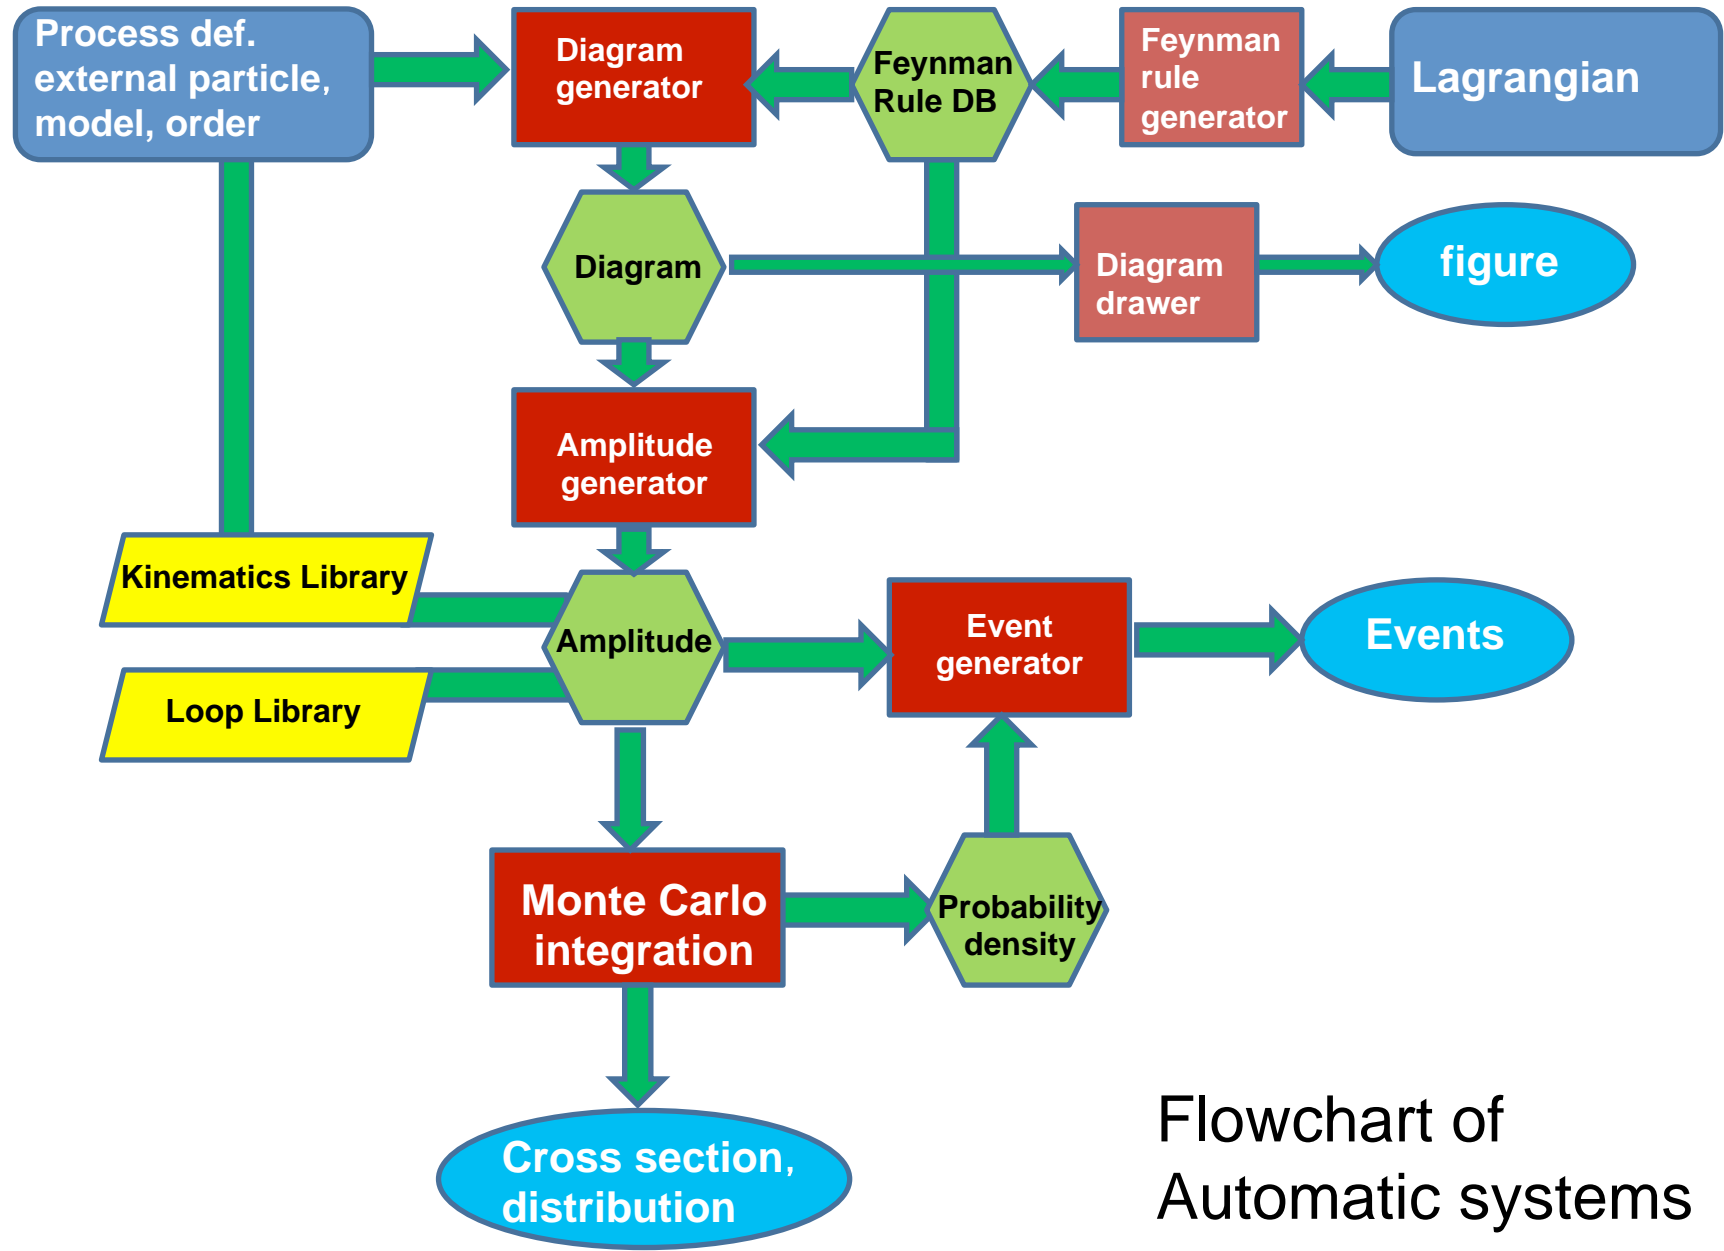 Process def.
external particle,
model, order
Diagram
generator
Feynman
Rule DB
Feynman
rule
generator
Lagrangian
Diagram
Diagram
drawer
figure
Amplitude
generator
Kinematics Library
Amplitude
Event
generator
Events
Loop Library
Monte Carlo
integration
Probability
density
Cross section,
distribution
Flowchart of
Automatic systems